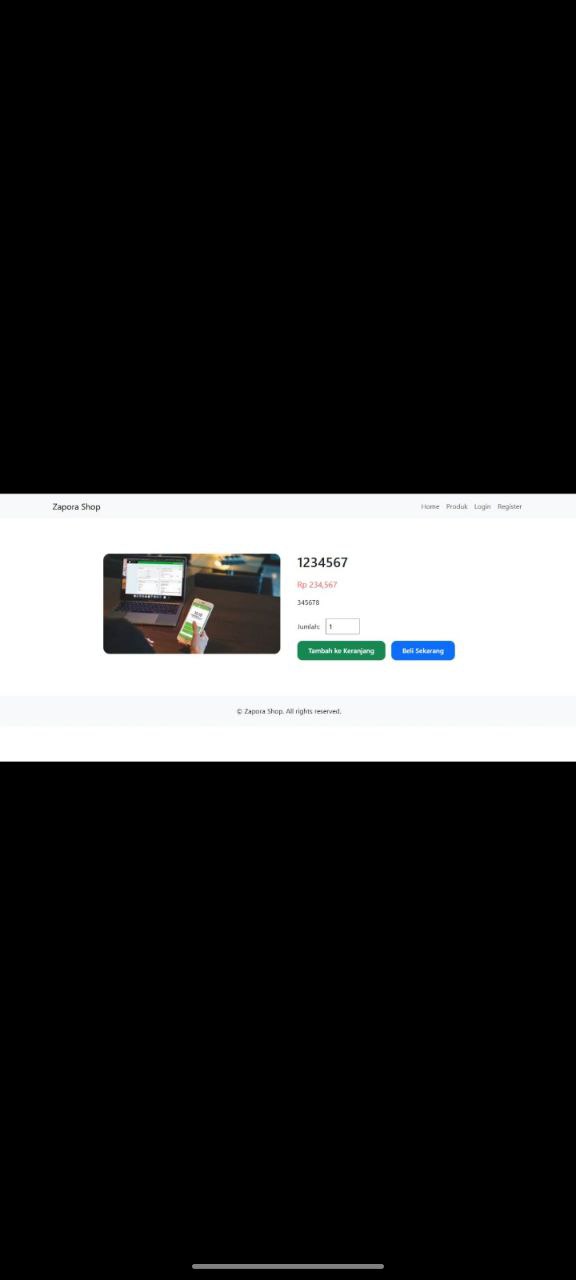 Zapora Shop
Home Produk Login Register
1234567
Rp 234,567
345678
Jumlah: 1
Tambah ke Keranjang Beli Sekarang
© Zapora Shop. All rights reserved.